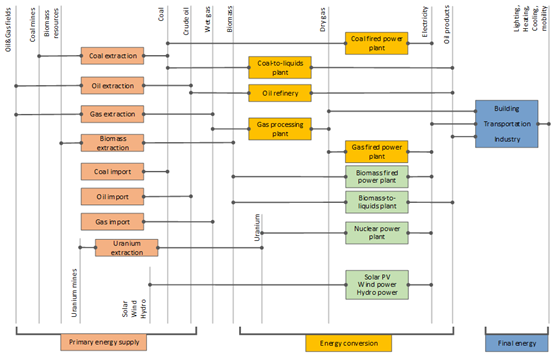 Oil&Gas fields
Coal mines
Biomass
resources
Coal
Crude oil
Wet gas
Biomass
Dry gas
Electricity
Oil products
Lighting,
Heating,
Cooling,
mobility
Coal fired power
plant
Coal extraction
Coal-to-liquids
plant
Oil extraction
Oil refinery
Gas extraction
Gas processing
plant
Building
Transportation
Industry
Biomass
extraction
Gas fired power
plant
Coal import
Biomass fired
power plant
Oil import
Biomass-to-
liquids plant
Gas import
Uranium
Nuclear power
plant
Uranium
extraction
Uranium mines
Solar
Wind
Hydro
Solar PV
Wind power
Hydro power
Primary energy supply
Energy conversion
Final energy